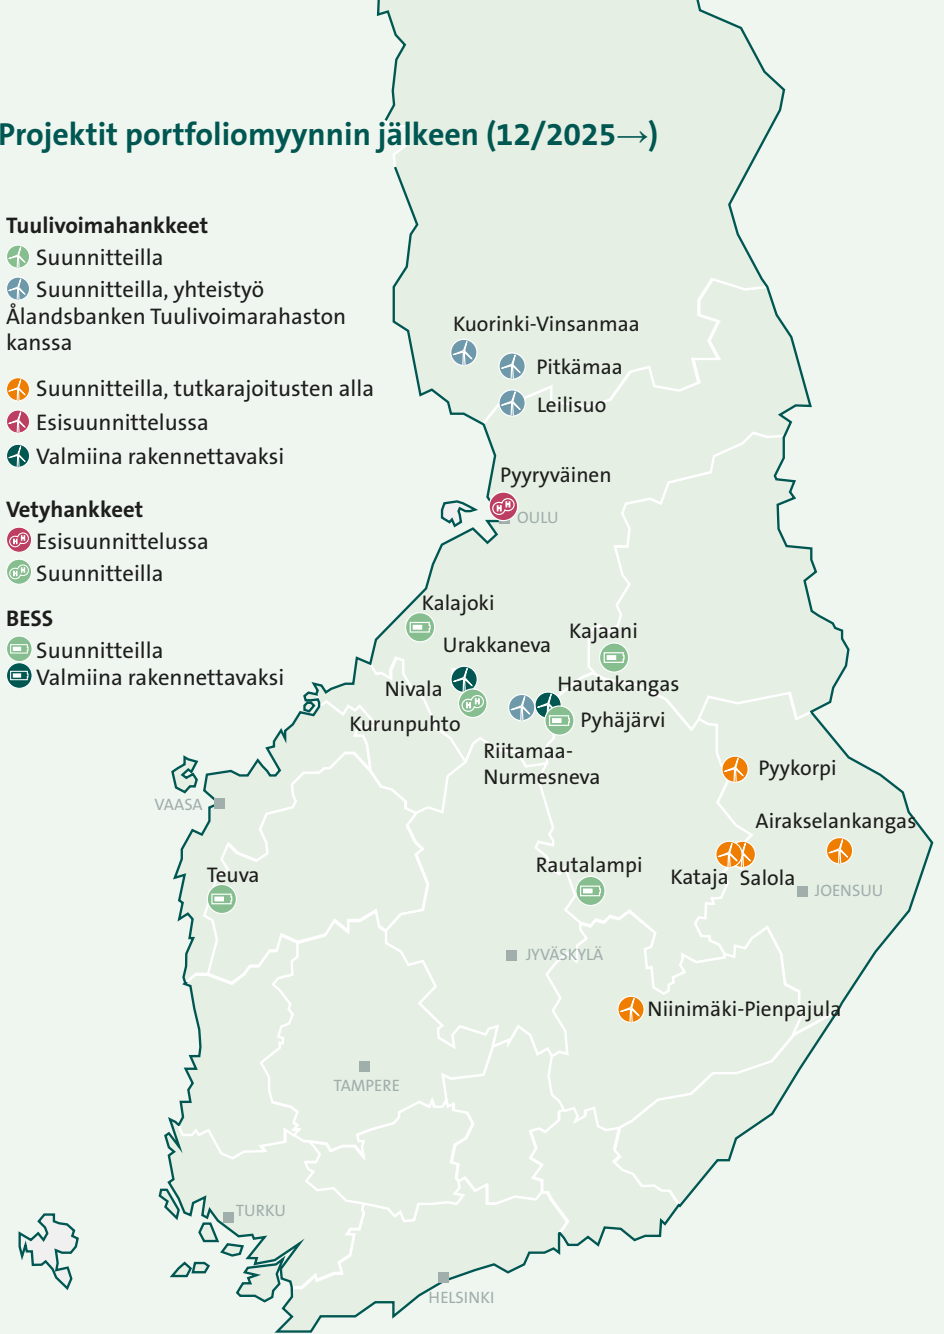 Projektit portfoliomyynnin jälkeen (12/2025→)
Tuulivoimahankkeet
Suunnitteilla
Suunnitteilla, yhteistyö
Ålandsbanken Tuulivoimarahaston
kanssa
Suunnitteilla, tutkarajoitusten alla
Esisuunnittelussa
Valmiina rakennettavaksi
Vetyhankkeet
Esisuunnittelussa
Suunnitteilla
BESS
Suunnitteilla
Valmiina rakennettavaksi
Kuorinki-Vinsanmaa
Pitkämaa
Leilisuo
Pyyryväinen
OULU
Kalajoki
Urakkaneva
Kajaani
Nivala
Hautakangas
Kurunpuhto
Pyhäjärvi
Riitamaa-
Nurmesneva
Pyykorpi
VAASA
Airakselankangas
Teuva
Rautalampi
Kataja
Salola
JOENSUU
JYVÄSKYLÄ
Niinimäki-Pienpajula
TAMPERE
TURKU
HELSINKI